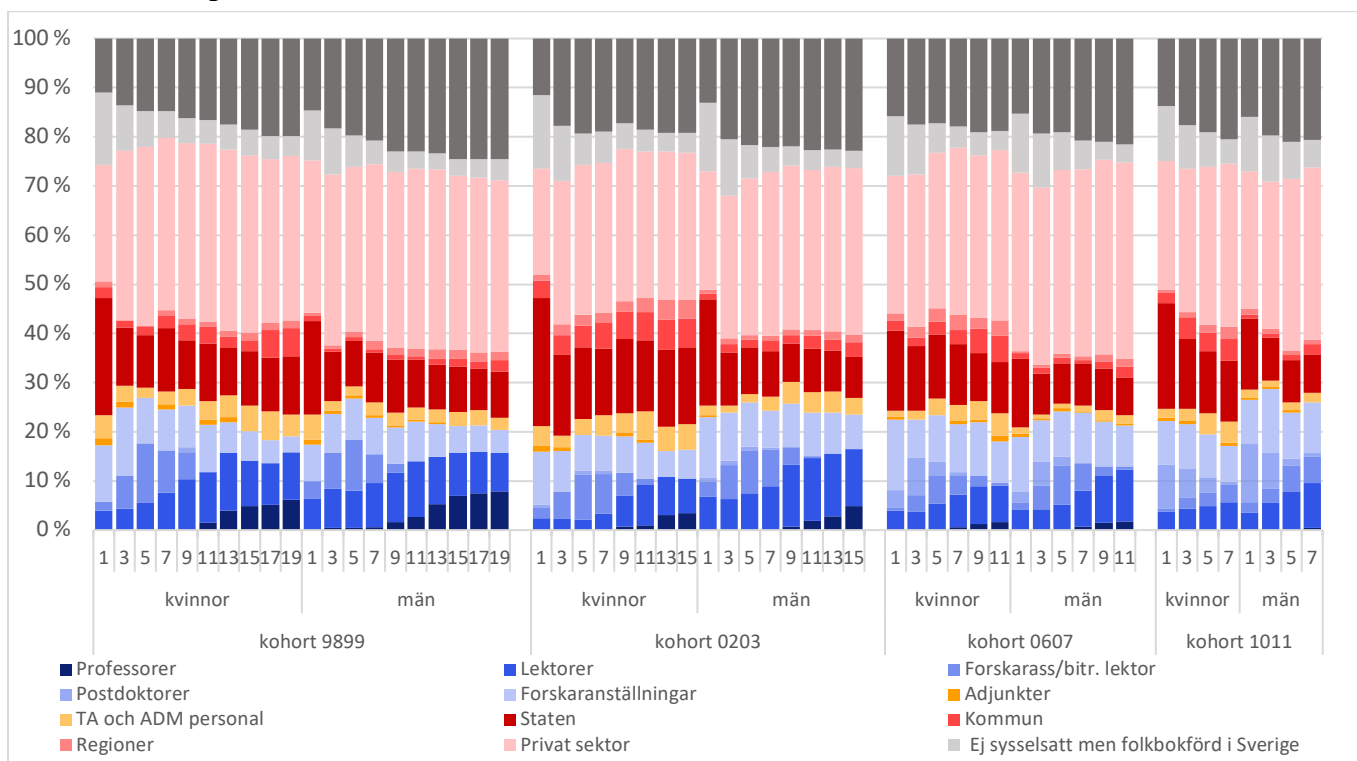 100 %
90 %
80 %
70 %
60 %
50 %
40 %
30 %
20 %
10 %
0 %
1 3 5 7 9 11 13 15 17 19 1 3 5 7 9 11 13 15 17 19 1 3 5 7 9 11 13 15 1 3 5 7 9 11 13 15 1 3 5 7 9 11 1 3 5 7 9 11 1 3 5 7 1 3 5 7
kvinnor män kvinnor män kvinnor män kvinnor män
kohort 9899 kohort 0203 kohort 0607 kohort 1011
Professorer Lektorer Forskarass/bitr. lektor
Postdoktorer Forskaranställningar Adjunkter
TA och ADM personal Staten Kommun
Regioner Privat sektor Ej sysselsatt men folkbokförd i Sverige